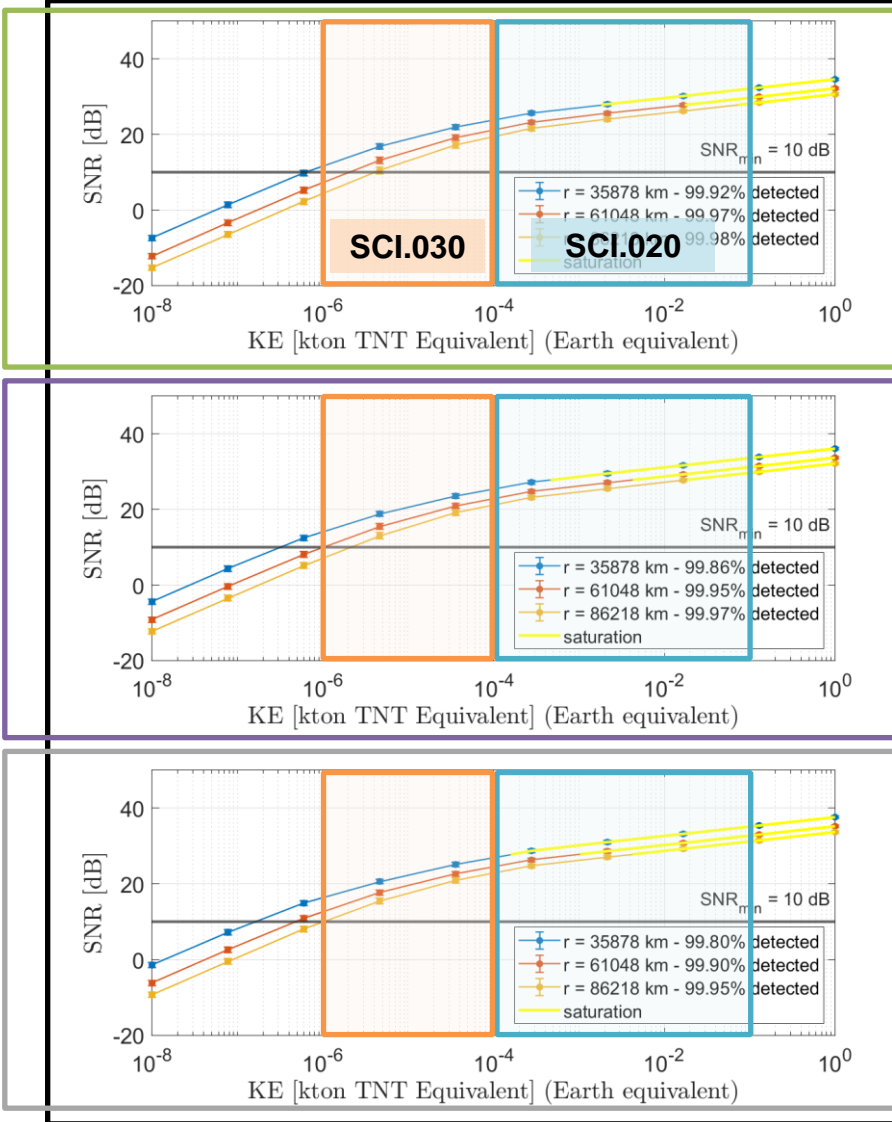 40
20
0
-20
SNR [dB]
SNRmin = 10 dB
r = 35878 km - 99.92% detected
r = 61048 km - 99.97% detected
99.98% detected
saturation
SCI.030
SCI.020
10-8
10-6
10-4
10-2
100
KE [kton TNT Equivalent] (Earth equivalent)
40
20
0
-20
SNR [dB]
SNRmin = 10 dB
r = 35878 km - 99.86% detected
r = 61048 km - 99.95% detected
r = 86218 km - 99.97% detected
saturation
10-8
10-6
10-4
10-2
100
KE [kton TNT Equivalent] (Earth equivalent)
40
20
0
-20
SNR [dB]
SNRmin = 10 dB
r = 35878 km - 99.80% detected
r = 61048 km - 99.90% detected
r = 86218 km - 99.95% detected
saturation
10-8
10-6
10-4
10-2
100
KE [kton TNT Equivalent] (Earth equivalent)